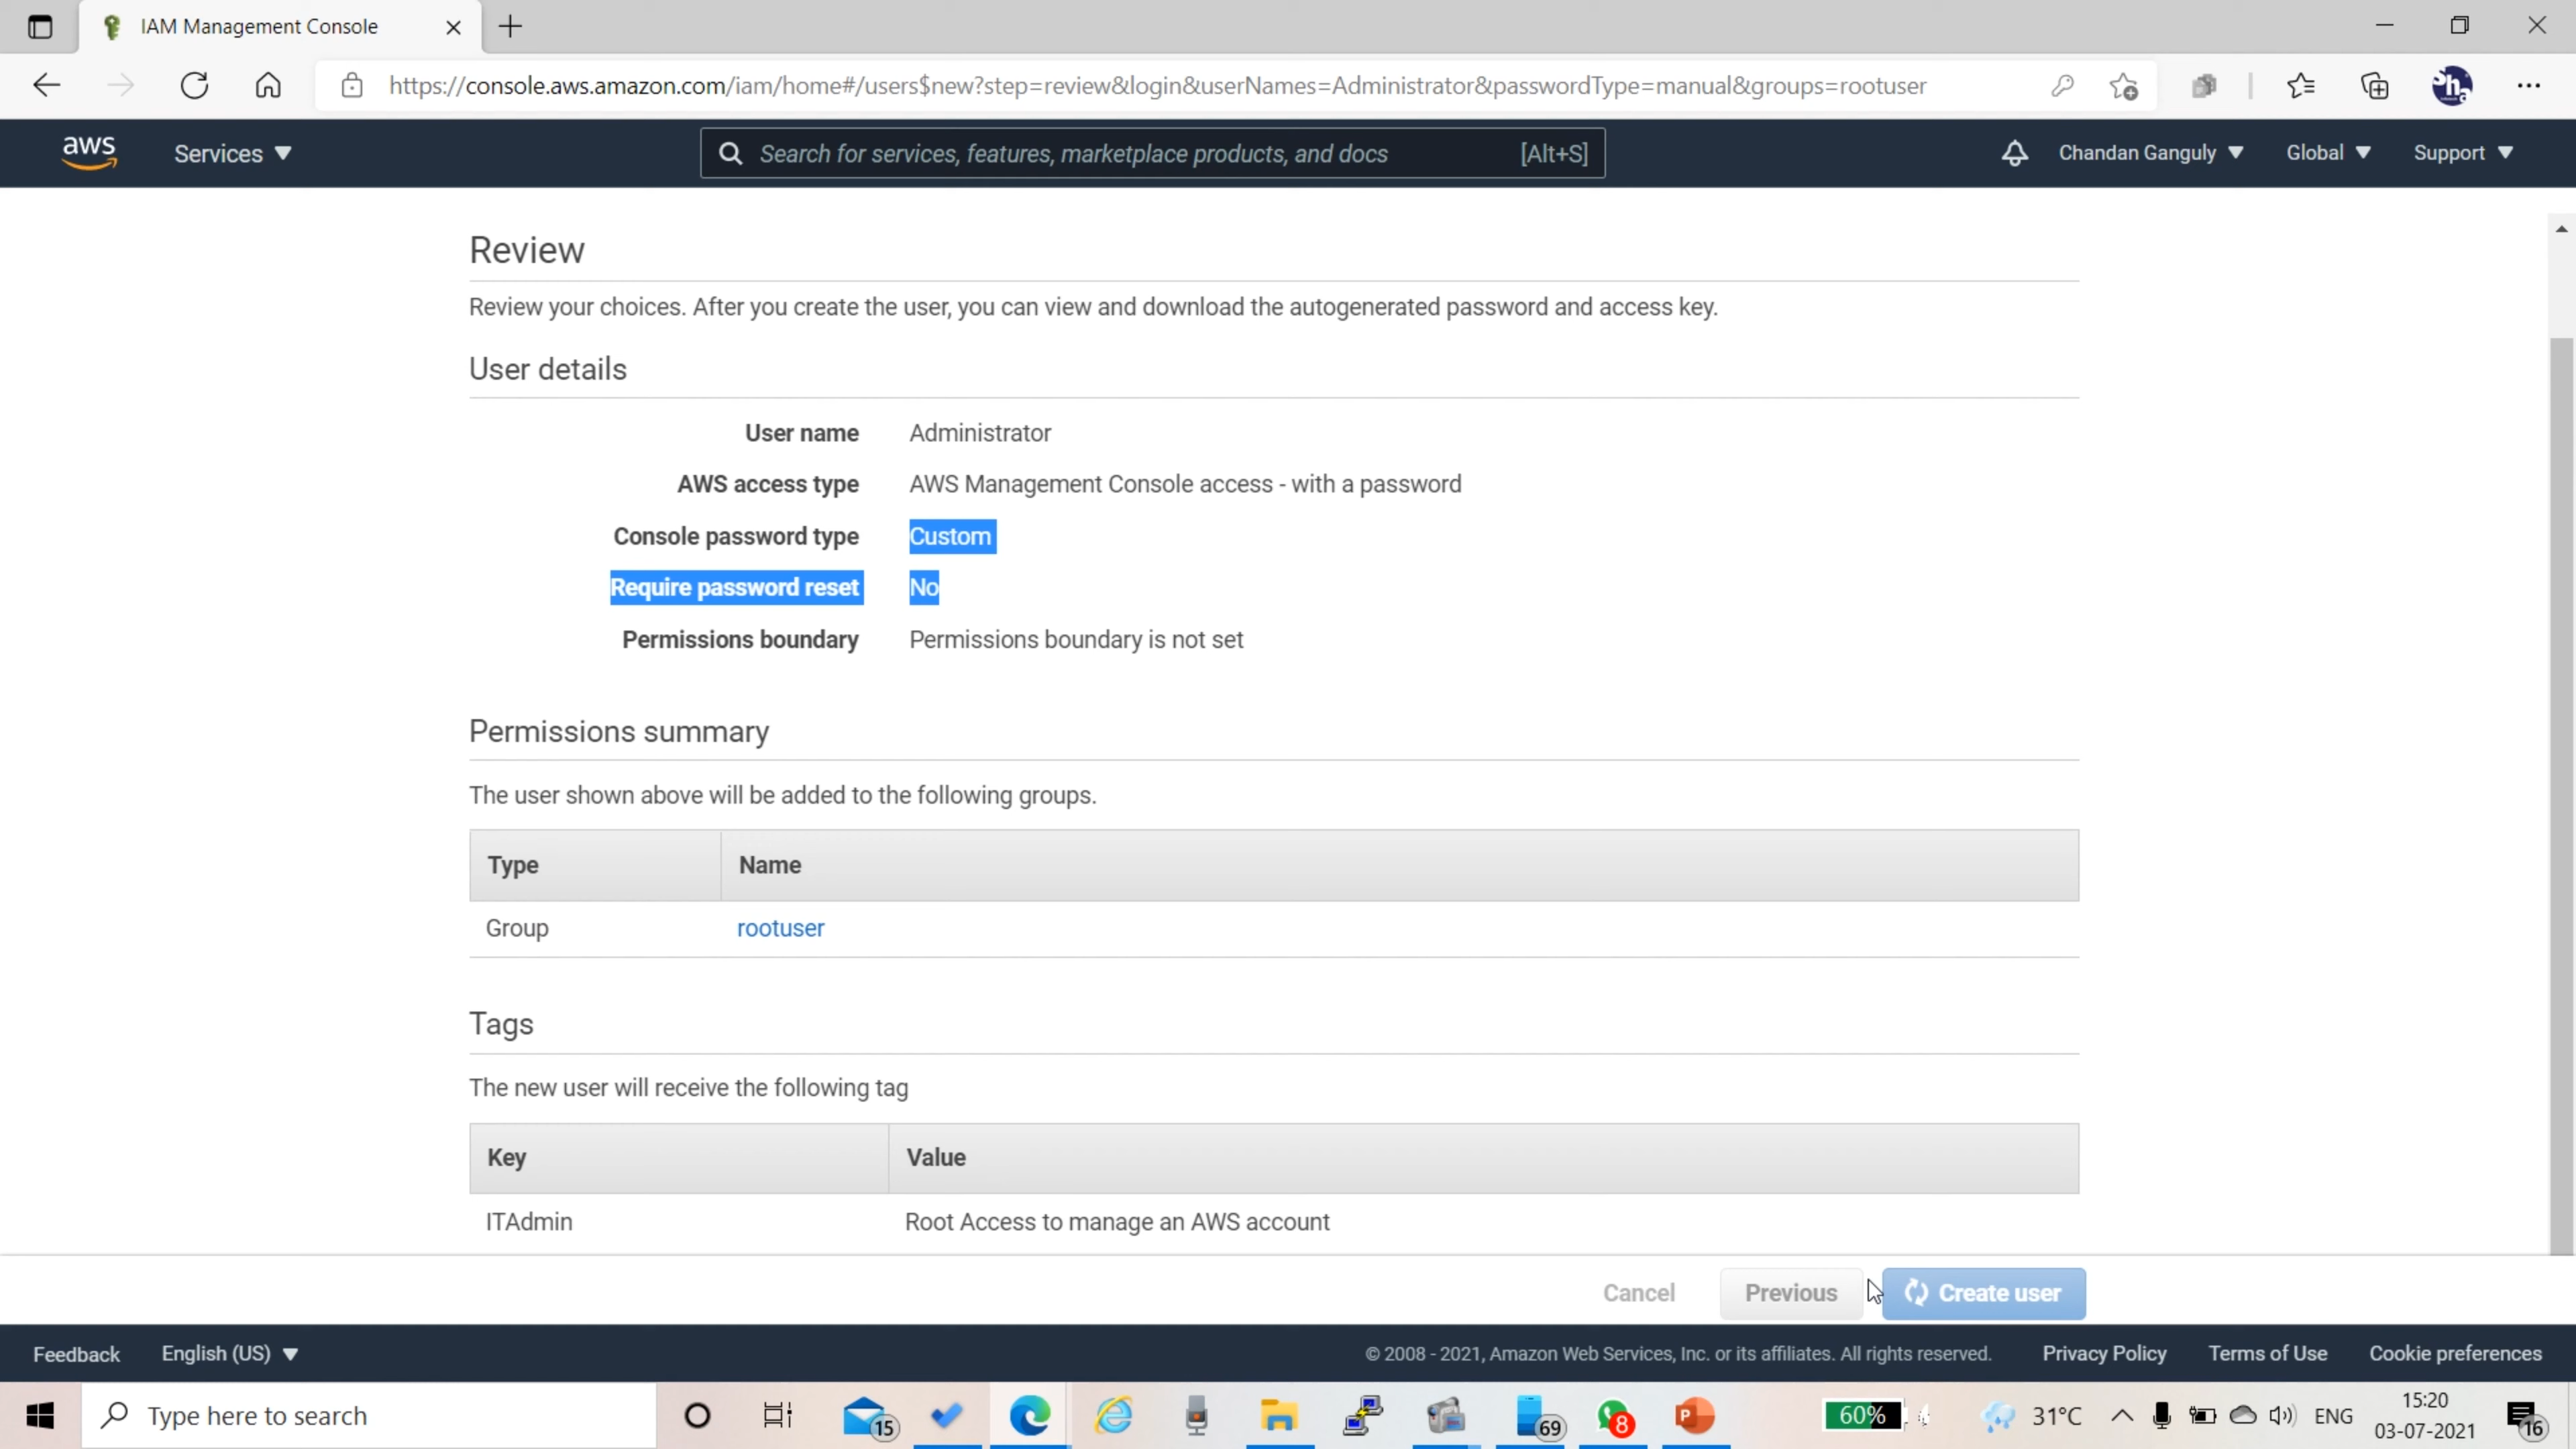 IAM Management Console
https://console.aws.amazon.com/iam/home#/users$new?step=review&login&userNames=Administrator&passwordType=manual&groups=rootuser
aws Services Search for services, features, marketplace products, and docs [Alt+S] Chandan Ganguly Global Support
Review
Review your choices. After you create the user, you can view and download the autogenerated password and access key.
User details
User name Administrator
AWS access type AWS Management Console access - with a password
Console password type Custom
Require password reset No
Permissions boundary Permissions boundary is not set
Permissions summary
The user shown above will be added to the following groups.
Type Name
Group rootuser
Tags
The new user will receive the following tag
Key Value
ITAdmin Root Access to manage an AWS account
Cancel Previous Create user
Feedback English (US) © 2008 - 2021, Amazon Web Services, Inc. or its affiliates. All rights reserved. Privacy Policy Terms of Use Cookie preferences
Type here to search 15 69 8 60% 31°C ENG 15:20
03-07-2021 16